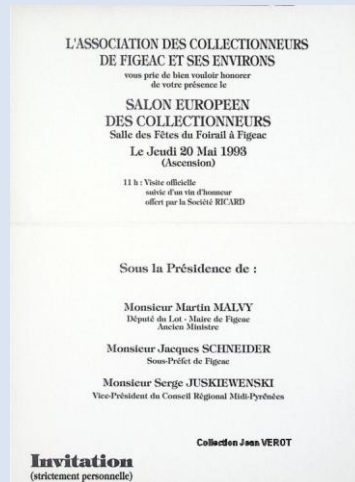 L'ASSOCIATION DES COLLECTIONNEURS
DE FIGEAC ET SES ENVIRONS
vous prie de bien vouloir honorer
de votre présence le
SALON EUROPEEN
DES COLLECTIONNEURS
Salle des Fêtes du Foirail à Figeac
Le Jeudi 20 Mai 1993
(Ascension)
11 h : Visite officielle
suivie d'un vin d'honneur
offert par la Société RICARD
Sous la Présidence de :
Monsieur Martin MALVY
Député du Lot - Maire de Figeac
Ancien Ministre
Monsieur Jacques SCHNEIDER
Sous-Préfet de Figeac
Monsieur Serge JUSKIEWENSKI
Vice-Président du Conseil Régional Midi-Pyrénées
Collection Jean VEROT
Invitation
(strictement personnelle)